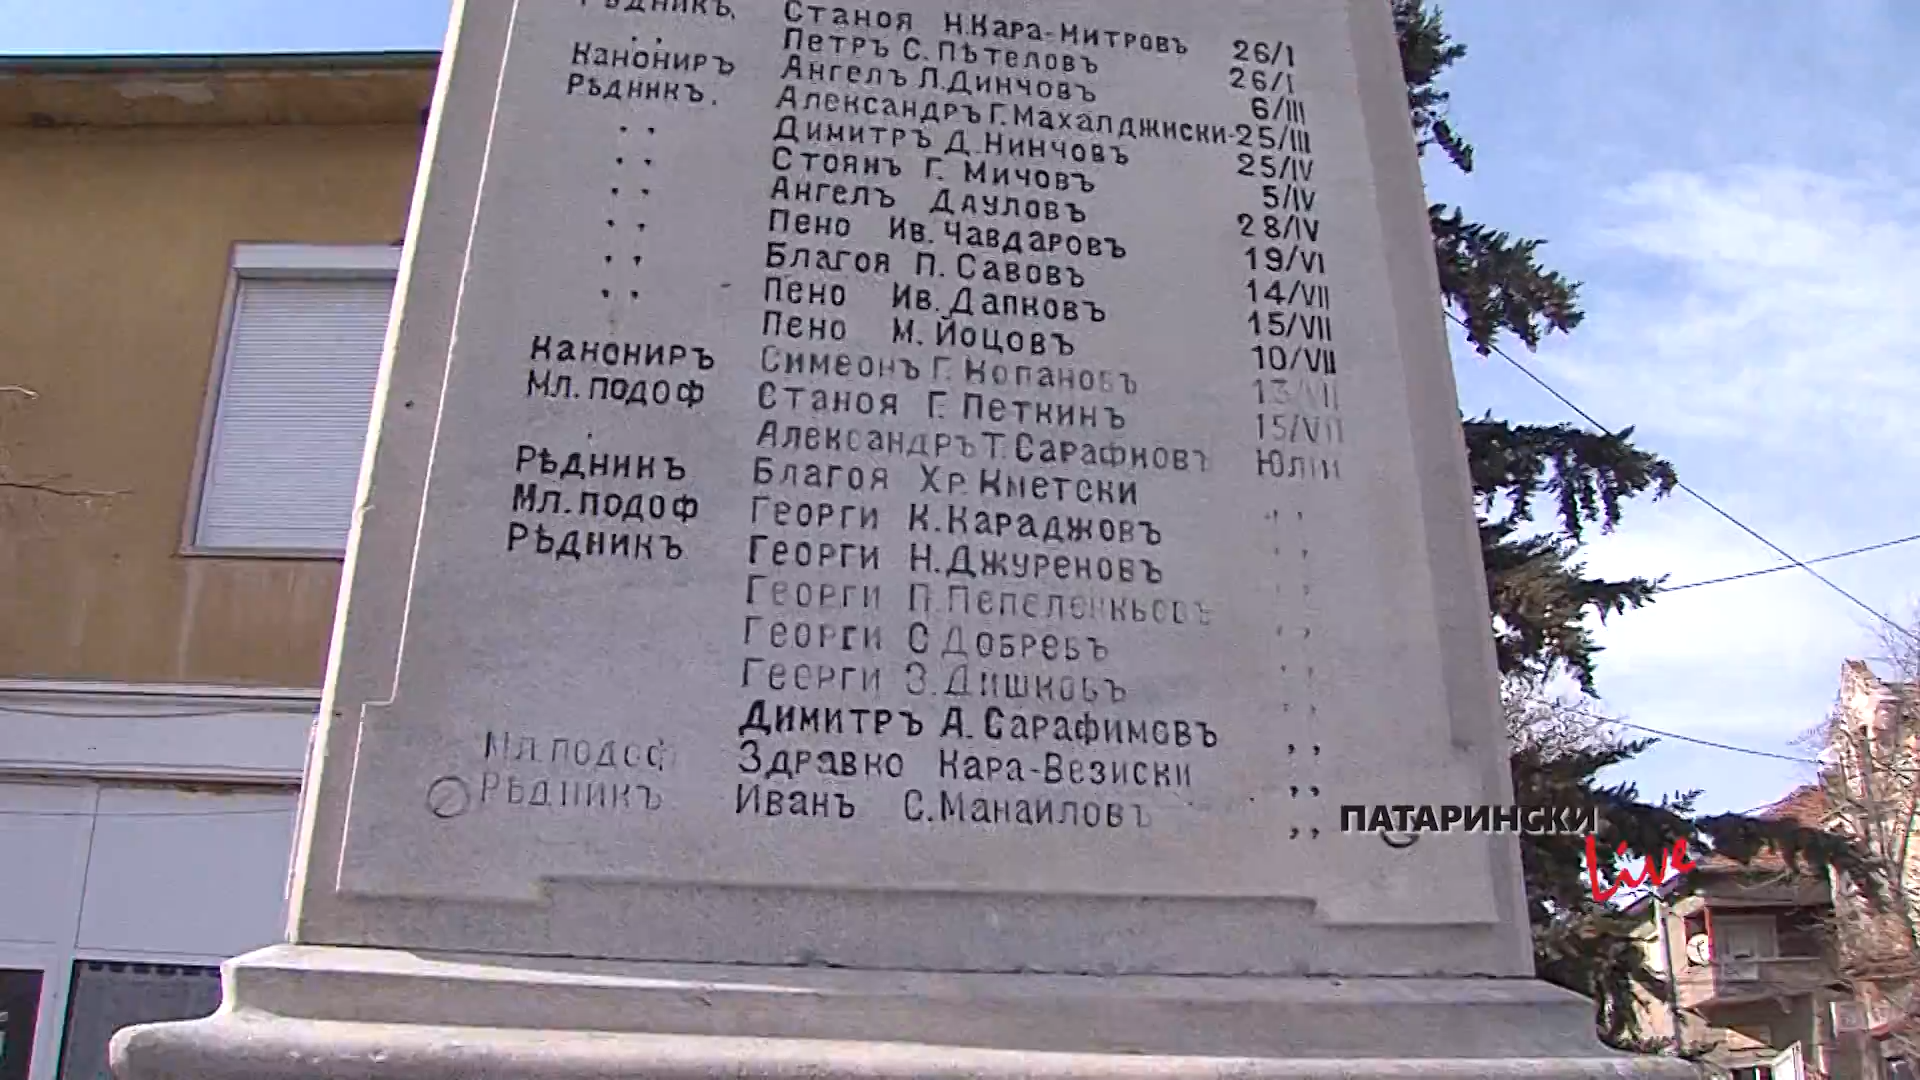 Рѣдникъ. Станоя Н.Кара-Митровъ 26/I
,, Петръ С.Пѣтеловъ 26/I
Канониръ Ангелъ Л.Динчовъ 6/III
Рѣдникъ. Александръ Г.Махалджиски-25/III
,, Димитръ Д.Нинчовъ 25/IV
,, Стоянъ Г. Мичовъ 5/IV
,, Ангелъ Дауловъ 28/IV
,, Пено Ив.Чавдаровъ 19/VI
,, Благоя П.Савовъ 14/VII
,, Пено Ив.Дапковъ 15/VII
Пено М.Йоцовъ 10/VII
Канониръ Симеонъ Г.Копановъ 13/VII
Мл.подоф Станоя Г.Петкинъ 15/VII
Александръ Т.Сарафковъ Юлии
Рѣдникъ Благоя Хр.Кметски ,,
Мл.подоф Георги К.Караджовъ ,,
Рѣдникъ Георги Н.Джуреновъ
Георги П. ,,
Георги С.Добревъ ,,
Георги З.Дишковъ ,,
Димитръ А.Сарафимовъ ,,
Мл.подоф Здравко Кара-Везиски ,,
Рѣдникъ Иванъ С.Манаиловъ ,,
ПАТАРИНСКИ
Live